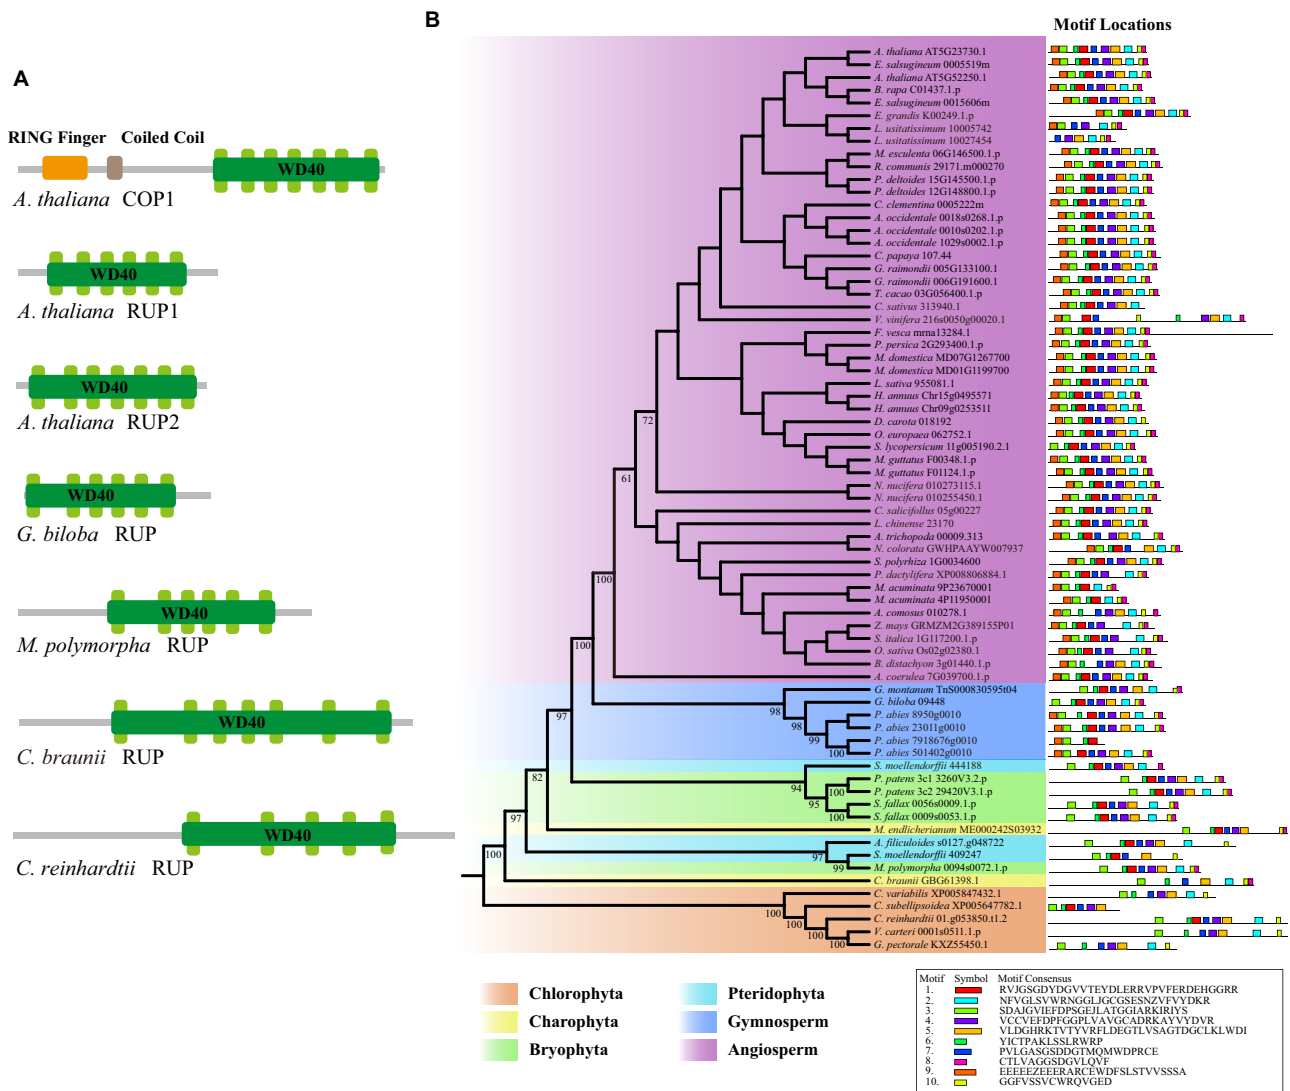 A
RING Finger Coiled Coil
WD40
A. thaliana COP1
WD40
A. thaliana RUP1
WD40
A. thaliana RUP2
WD40
G. biloba RUP
WD40
M. polymorpha RUP
WD40
C. braunii RUP
WD40
C. reinhardtii RUP
B
Motif Locations
A. thaliana AT5G23730.1
E. salsugineum 0005519m
A. thaliana AT5G52250.1
B. rapa C01437.1.p
E. salsugineum 0015606m
E. grandis K00249.1.p
L. usitatissimum 10005742
L. usitatissimum 10027454
M. esculenta 06G146500.1.p
R. communis 29171.m000270
P. deltoides 15G145500.1.p
P. deltoides 12G148800.1.p
C. clementina 0005222m
A. occidentale 0018s0268.1.p
A. occidentale 0010s0202.1.p
A. occidentale 1029s0002.1.p
C. papaya 107.44
G. raimondii 005G133100.1
G. raimondii 006G191600.1
T. cacao 03G056400.1.p
C. sativus 313940.1
V. vinifera 216s0050g00020.1
F. vesca mrna13284.1
P. persica 2G293400.1.p
M. domestica MD07G1267700
M. domestica MD01G1199700
L. sativa 955081.1
H. annuus Chr15g0495571
H. annuus Chr09g0253511
D. carota 018192
O. europaea 062752.1
S. lycopersicum 11g005190.2.1
M. guttatus F00348.1.p
M. guttatus F01124.1.p
N. nucifera 010273115.1
N. nucifera 010255450.1
C. salicifollus 05g00227
L. chinense 23170
A. trichopoda 00009.313
N. colorata GWHPAAYW007937
S. polyrhiza 1G0034600
P. dactylifera XP008806884.1
M. acuminata 9P23670001
M. acuminata 4P11950001
A. comosus 010278.1
Z. mays GRMZM2G389155P01
S. italica 1G117200.1.p
O. sativa Os02g02380.1
B. distachyon 3g01440.1.p
A. coerulea 7G039700.1.p
G. montanum TnS000830595t04
G. biloba 09448
P. abies 8950g0010
P. abies 23011g0010
P. abies 7918676g0010
P. abies 501402g0010
S. moellendorffii 444188
P. patens 3c1 3260V3.2.p
P. patens 3c2 29420V3.1.p
S. fallax 0056s0009.1.p
S. fallax 0009s0053.1.p
M. endlicherianum ME000242S03932
A. filiculoides s0127.g048722
S. moellendorffii 409247
M. polymorpha 0094s0072.1.p
C. braunii GBG61398.1
C. variabilis XP005847432.1
C. subellipsoidea XP005647782.1
C. reinhardtii 01.g053850.t1.2
V. carteri 0001s0511.1.p
G. pectorale KXZ55450.1
72
61
100
100
98
98
99
100
97
82
94
100
95
100
97
97
99
100
100
100
100
100
Chlorophyta
Charophyta
Bryophyta
Pteridophyta
Gymnosperm
Angiosperm
Motif Symbol Motif Consensus
1. RVJGSGDYDGVVTEYDLERRVPVFERDEHGGRR
2. NFVGLSVWRNGGLJGCGSESNZVFVYDKR
3. SDAJGVIEFDPSGEJLATGGIARKIRIYS
4. VCCVEFDPFGGPLVAVGCADRKAYVYDVR
5. VLDGHRKTVTYVRFLDEGTLVSAGTDGCLKLWDI
6. YICTPAKLSSLRWRP
7. PVLGASGSDDGTMQMWDPRCE
8. CTLVAGGSDGVLQVF
9. EEEEEZEEERARCEWDFSLSTVVSSSA
10. GGFVSSVCWRQVGED